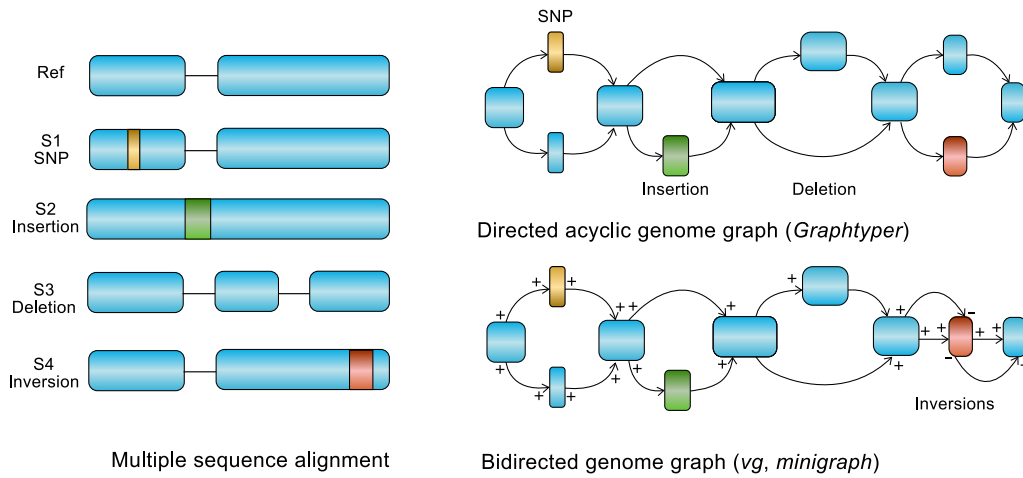 Ref
S1
SNP
S2
Insertion
S3
Deletion
S4
Inversion
Multiple sequence alignment
SNP
Insertion
Deletion
Directed acyclic genome graph (Graphtyper)
+ +
+ + + + + + -
+ + + +
+ + + + + -
+ +
Inversions
Bidirected genome graph (vg, minigraph)